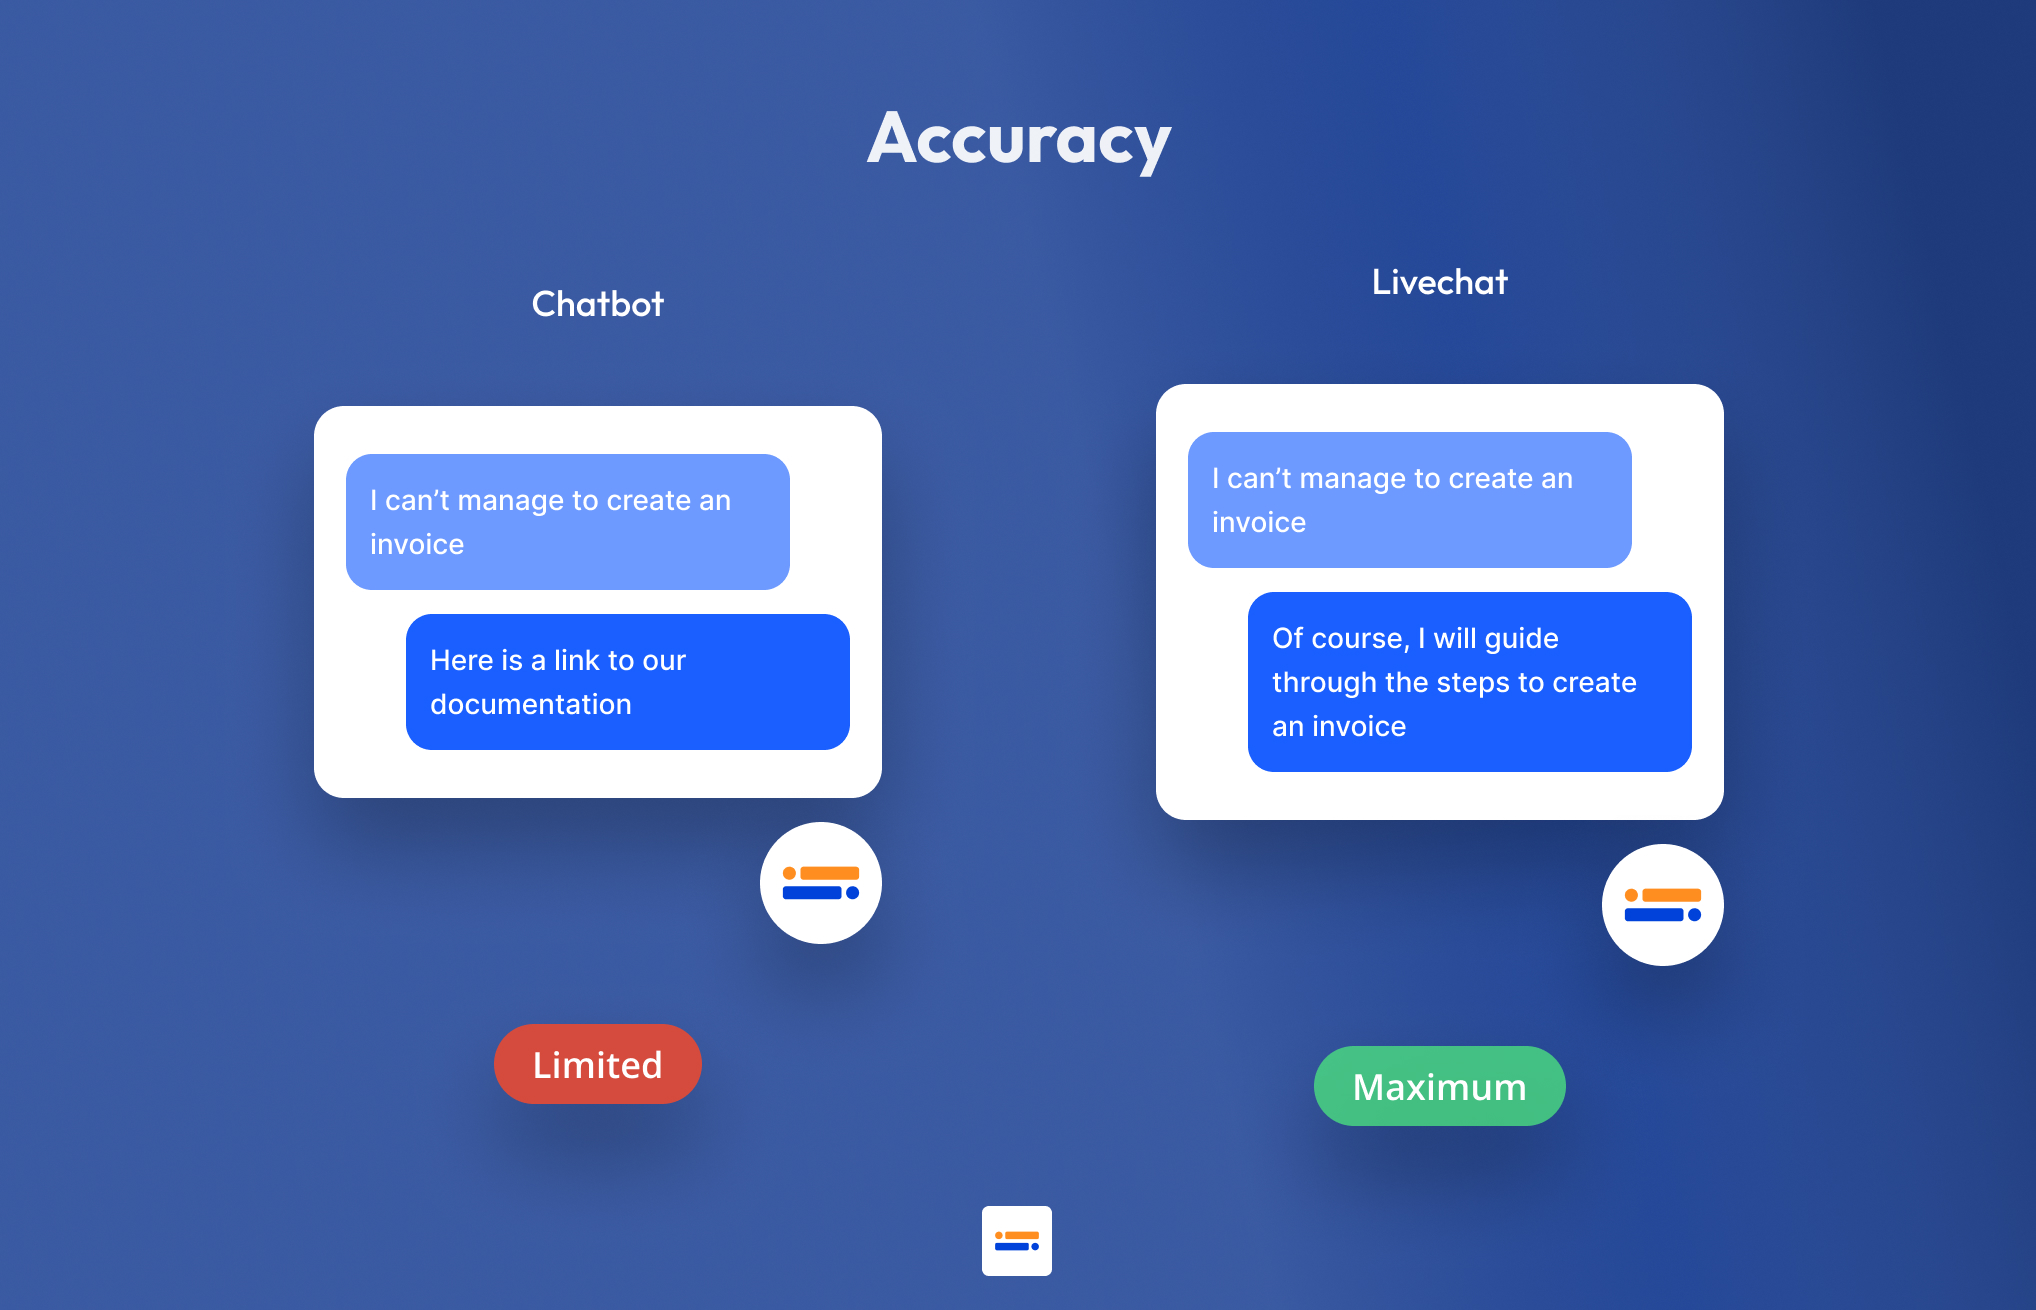 Accuracy
Chatbot
I can’t manage to create an
invoice
Here is a link to our
documentation
Limited
Livechat
I can’t manage to create an
invoice
Of course, I will guide
through the steps to create
an invoice
Maximum